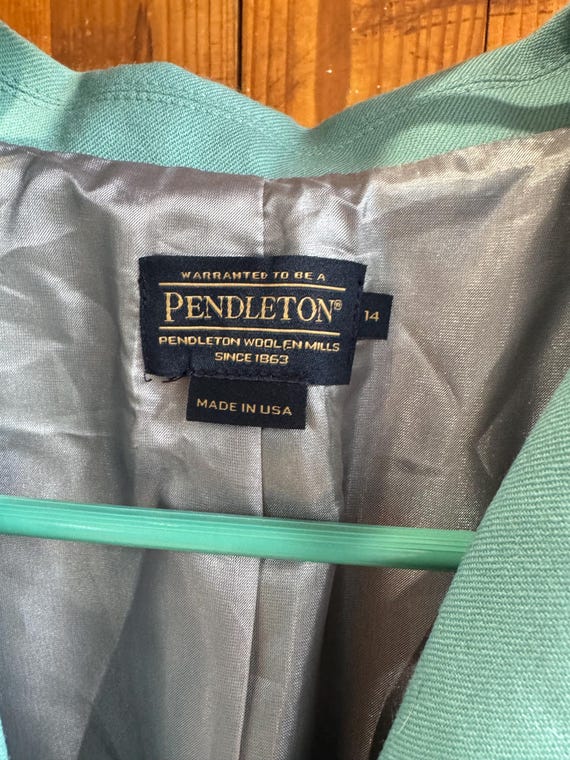 WARRANTED TO BE A
PENDLETON®
14
PENDLETON WOOLEN MILLS
SINCE 1863
MADE IN USA